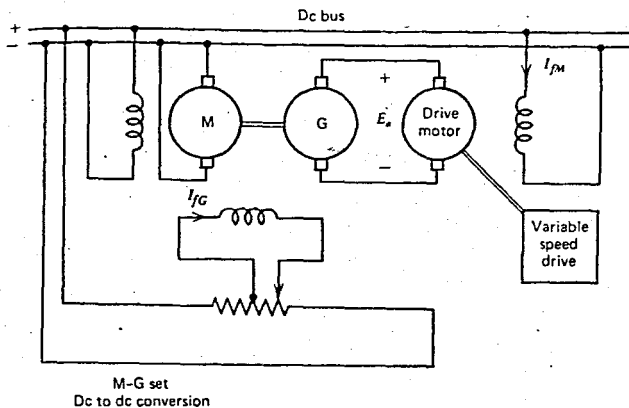 Dc bus
+
−
I_fM
M
G
+
E_a
−
Drive
motor
I_fG
Variable
speed
drive
M-G set
Dc to dc conversion